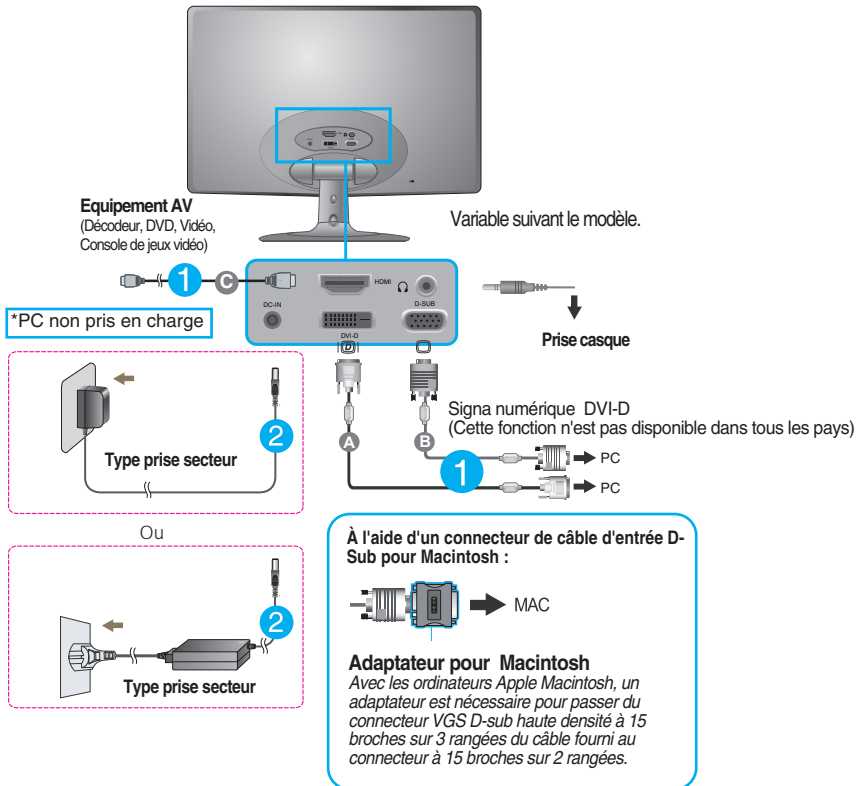 Equipement AV
(Décodeur, DVD, Vidéo,
Console de jeux vidéo)
Variable suivant le modèle.
1
C
HDMI
DC-IN
D-SUB
DVI-D
*PC non pris en charge
Prise casque
Type prise secteur
2
A
B
Signa numérique DVI-D
(Cette fonction n'est pas disponible dans tous les pays)
1
PC
PC
Ou
Type prise secteur
2
À l'aide d'un connecteur de câble d'entrée D-
Sub pour Macintosh :
MAC
Adaptateur pour Macintosh
Avec les ordinateurs Apple Macintosh, un
adaptateur est nécessaire pour passer du
connecteur VGS D-sub haute densité à 15
broches sur 3 rangées du câble fourni au
connecteur à 15 broches sur 2 rangées.